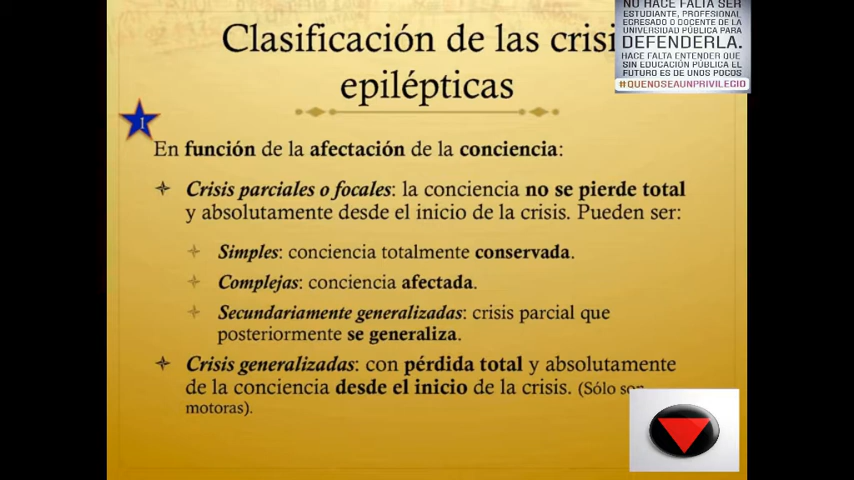 NO HACE FALTA SER
ESTUDIANTE, PROFESIONAL,
EGRESADO O DOCENTE DE LA
UNIVERSIDAD PÚBLICA PARA
DEFENDERLA.
HACE FALTA ENTENDER QUE
SIN EDUCACIÓN PÚBLICA EL
FUTURO ES DE UNOS POCOS
#QUENOSEAUNPRIVILEGIO
Clasificación de las crisi
epilépticas
1
En función de la afectación de la conciencia:
Crisis parciales o focales: la conciencia no se pierde total
y absolutamente desde el inicio de la crisis. Pueden ser:
Simples: conciencia totalmente conservada.
Complejas: conciencia afectada.
Secundariamente generalizadas: crisis parcial que
posteriormente se generaliza.
Crisis generalizadas: con pérdida total y absolutamente
de la conciencia desde el inicio de la crisis. (Sólo son
motoras).